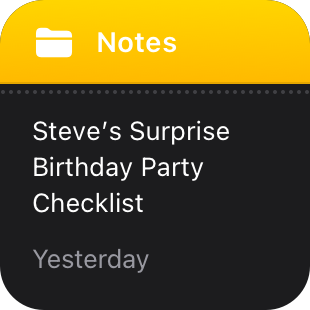 Notes
Steve’s Surprise
Birthday Party
Checklist
Yesterday